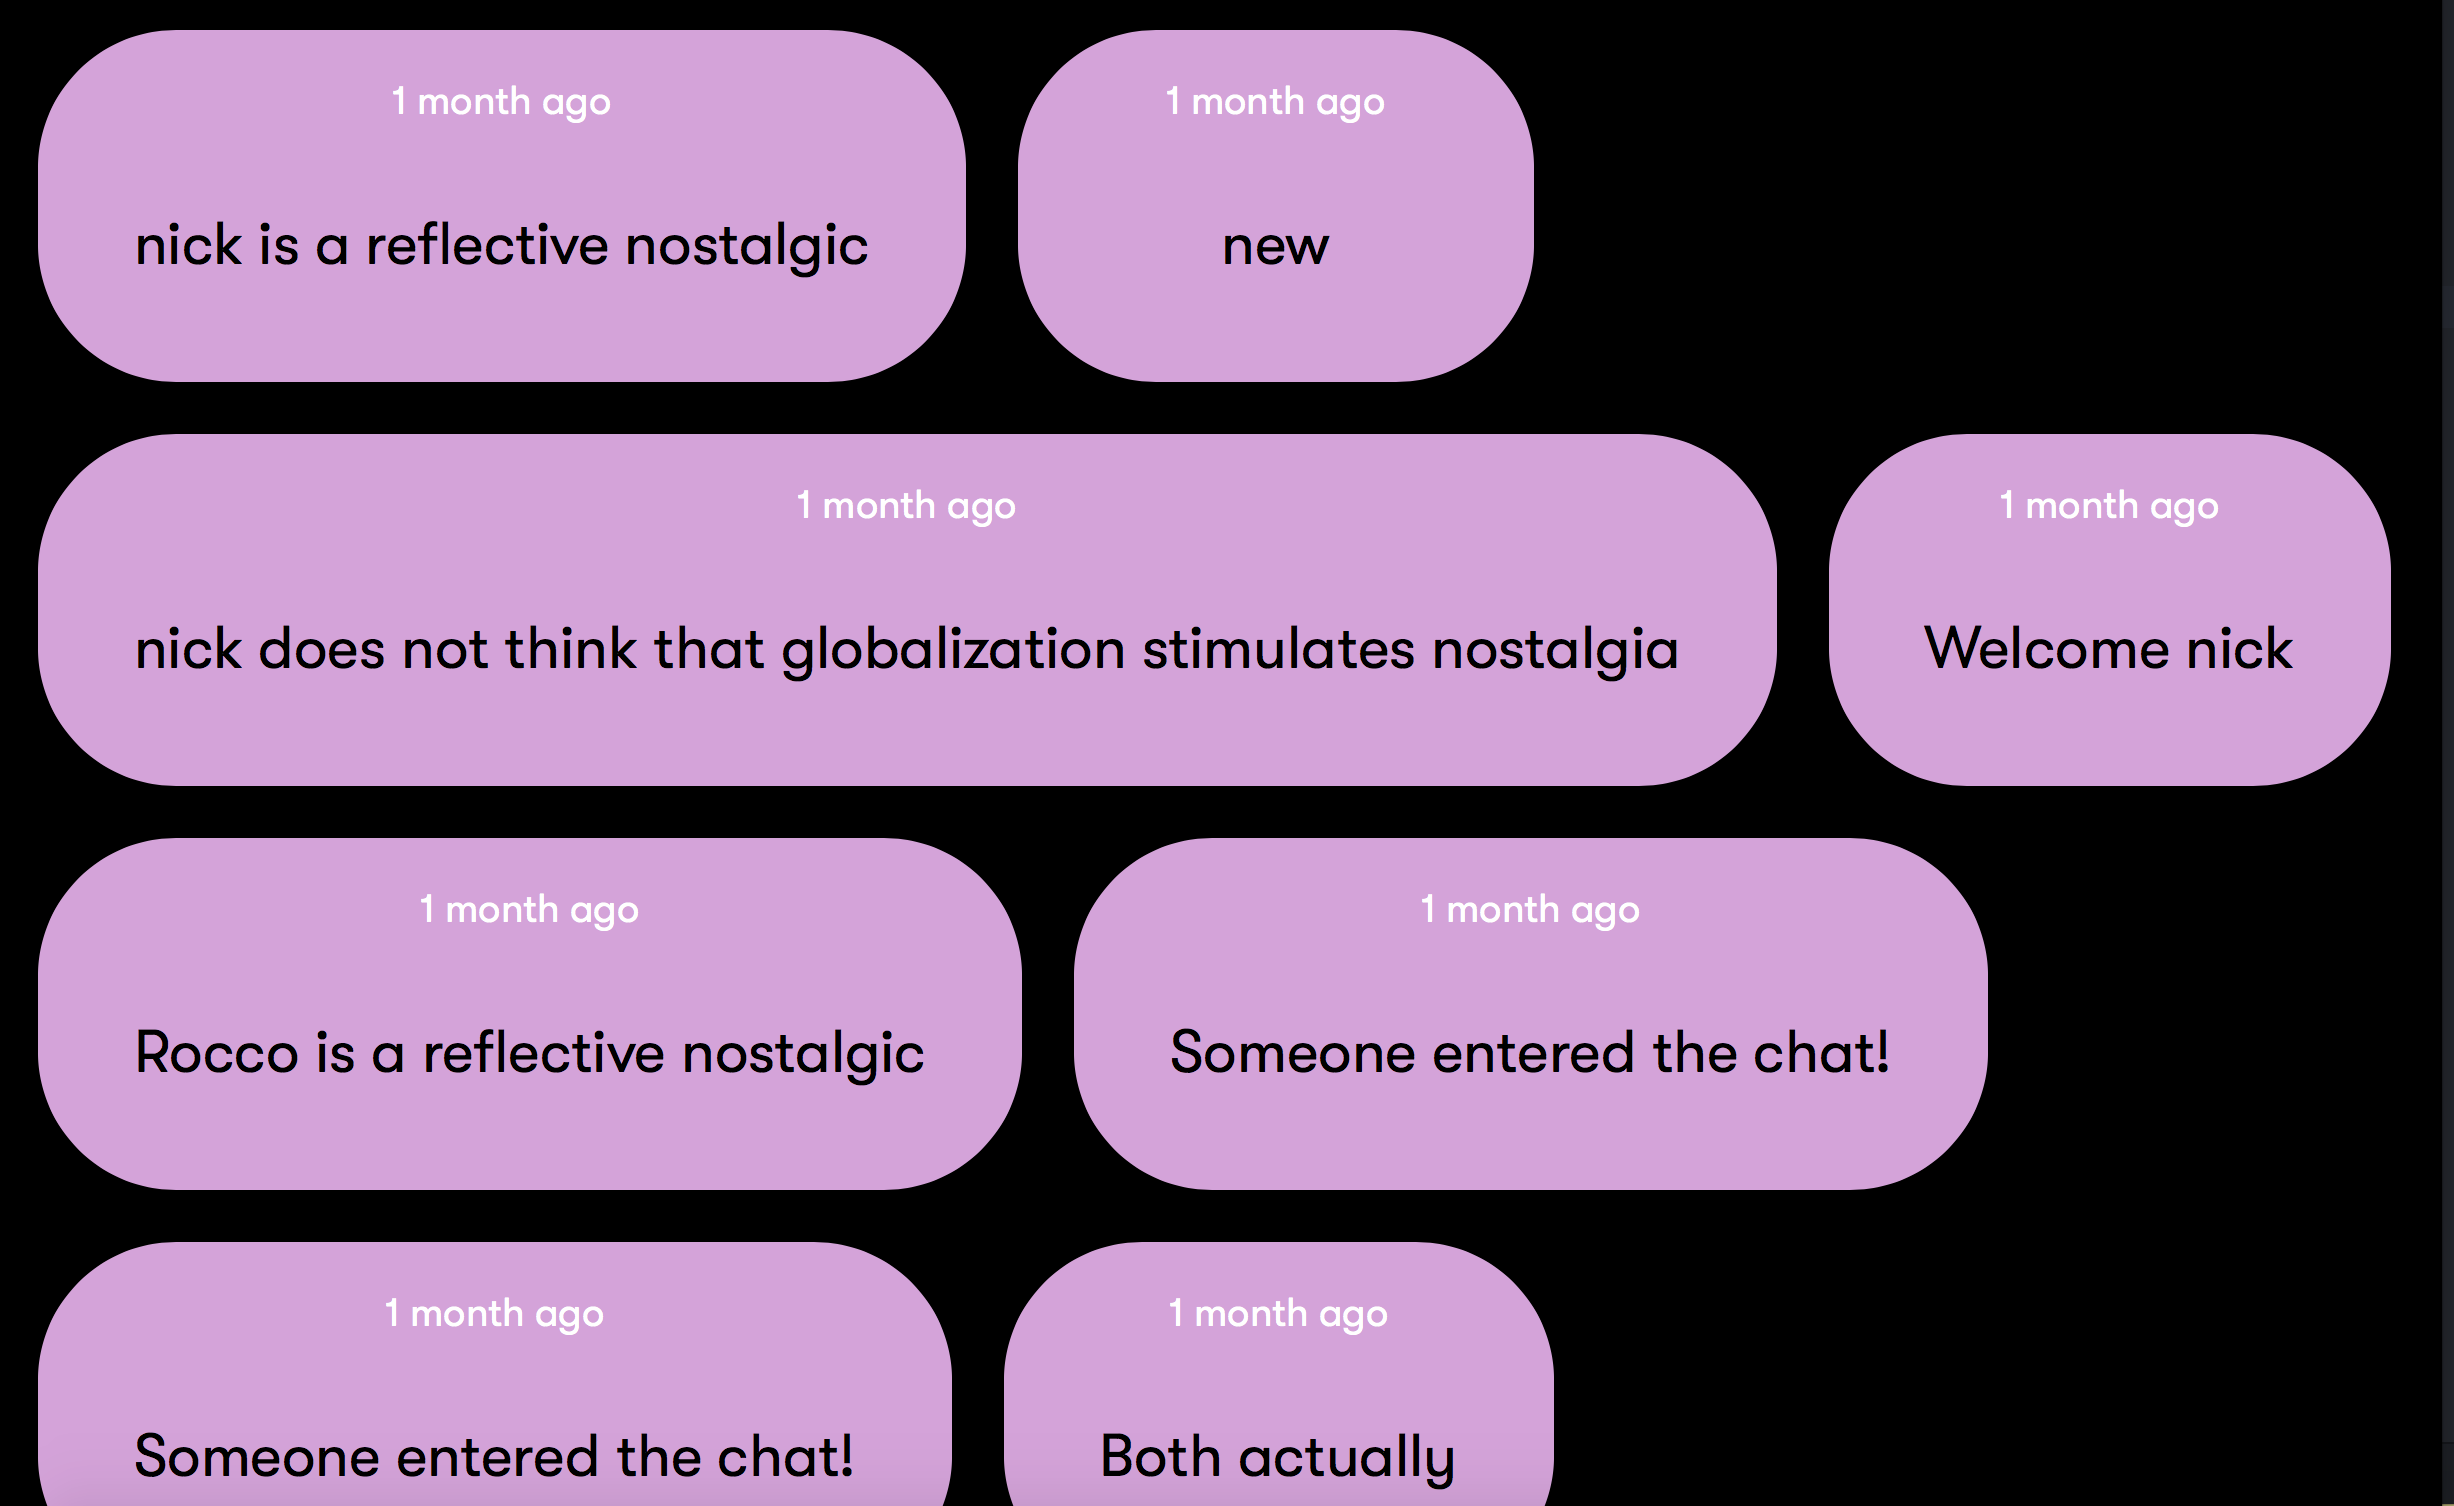 1 month ago
nick is a reflective nostalgic
1 month ago
new
1 month ago
nick does not think that globalization stimulates nostalgia
1 month ago
Welcome nick
1 month ago
Rocco is a reflective nostalgic
1 month ago
Someone entered the chat!
1 month ago
Someone entered the chat!
1 month ago
Both actually